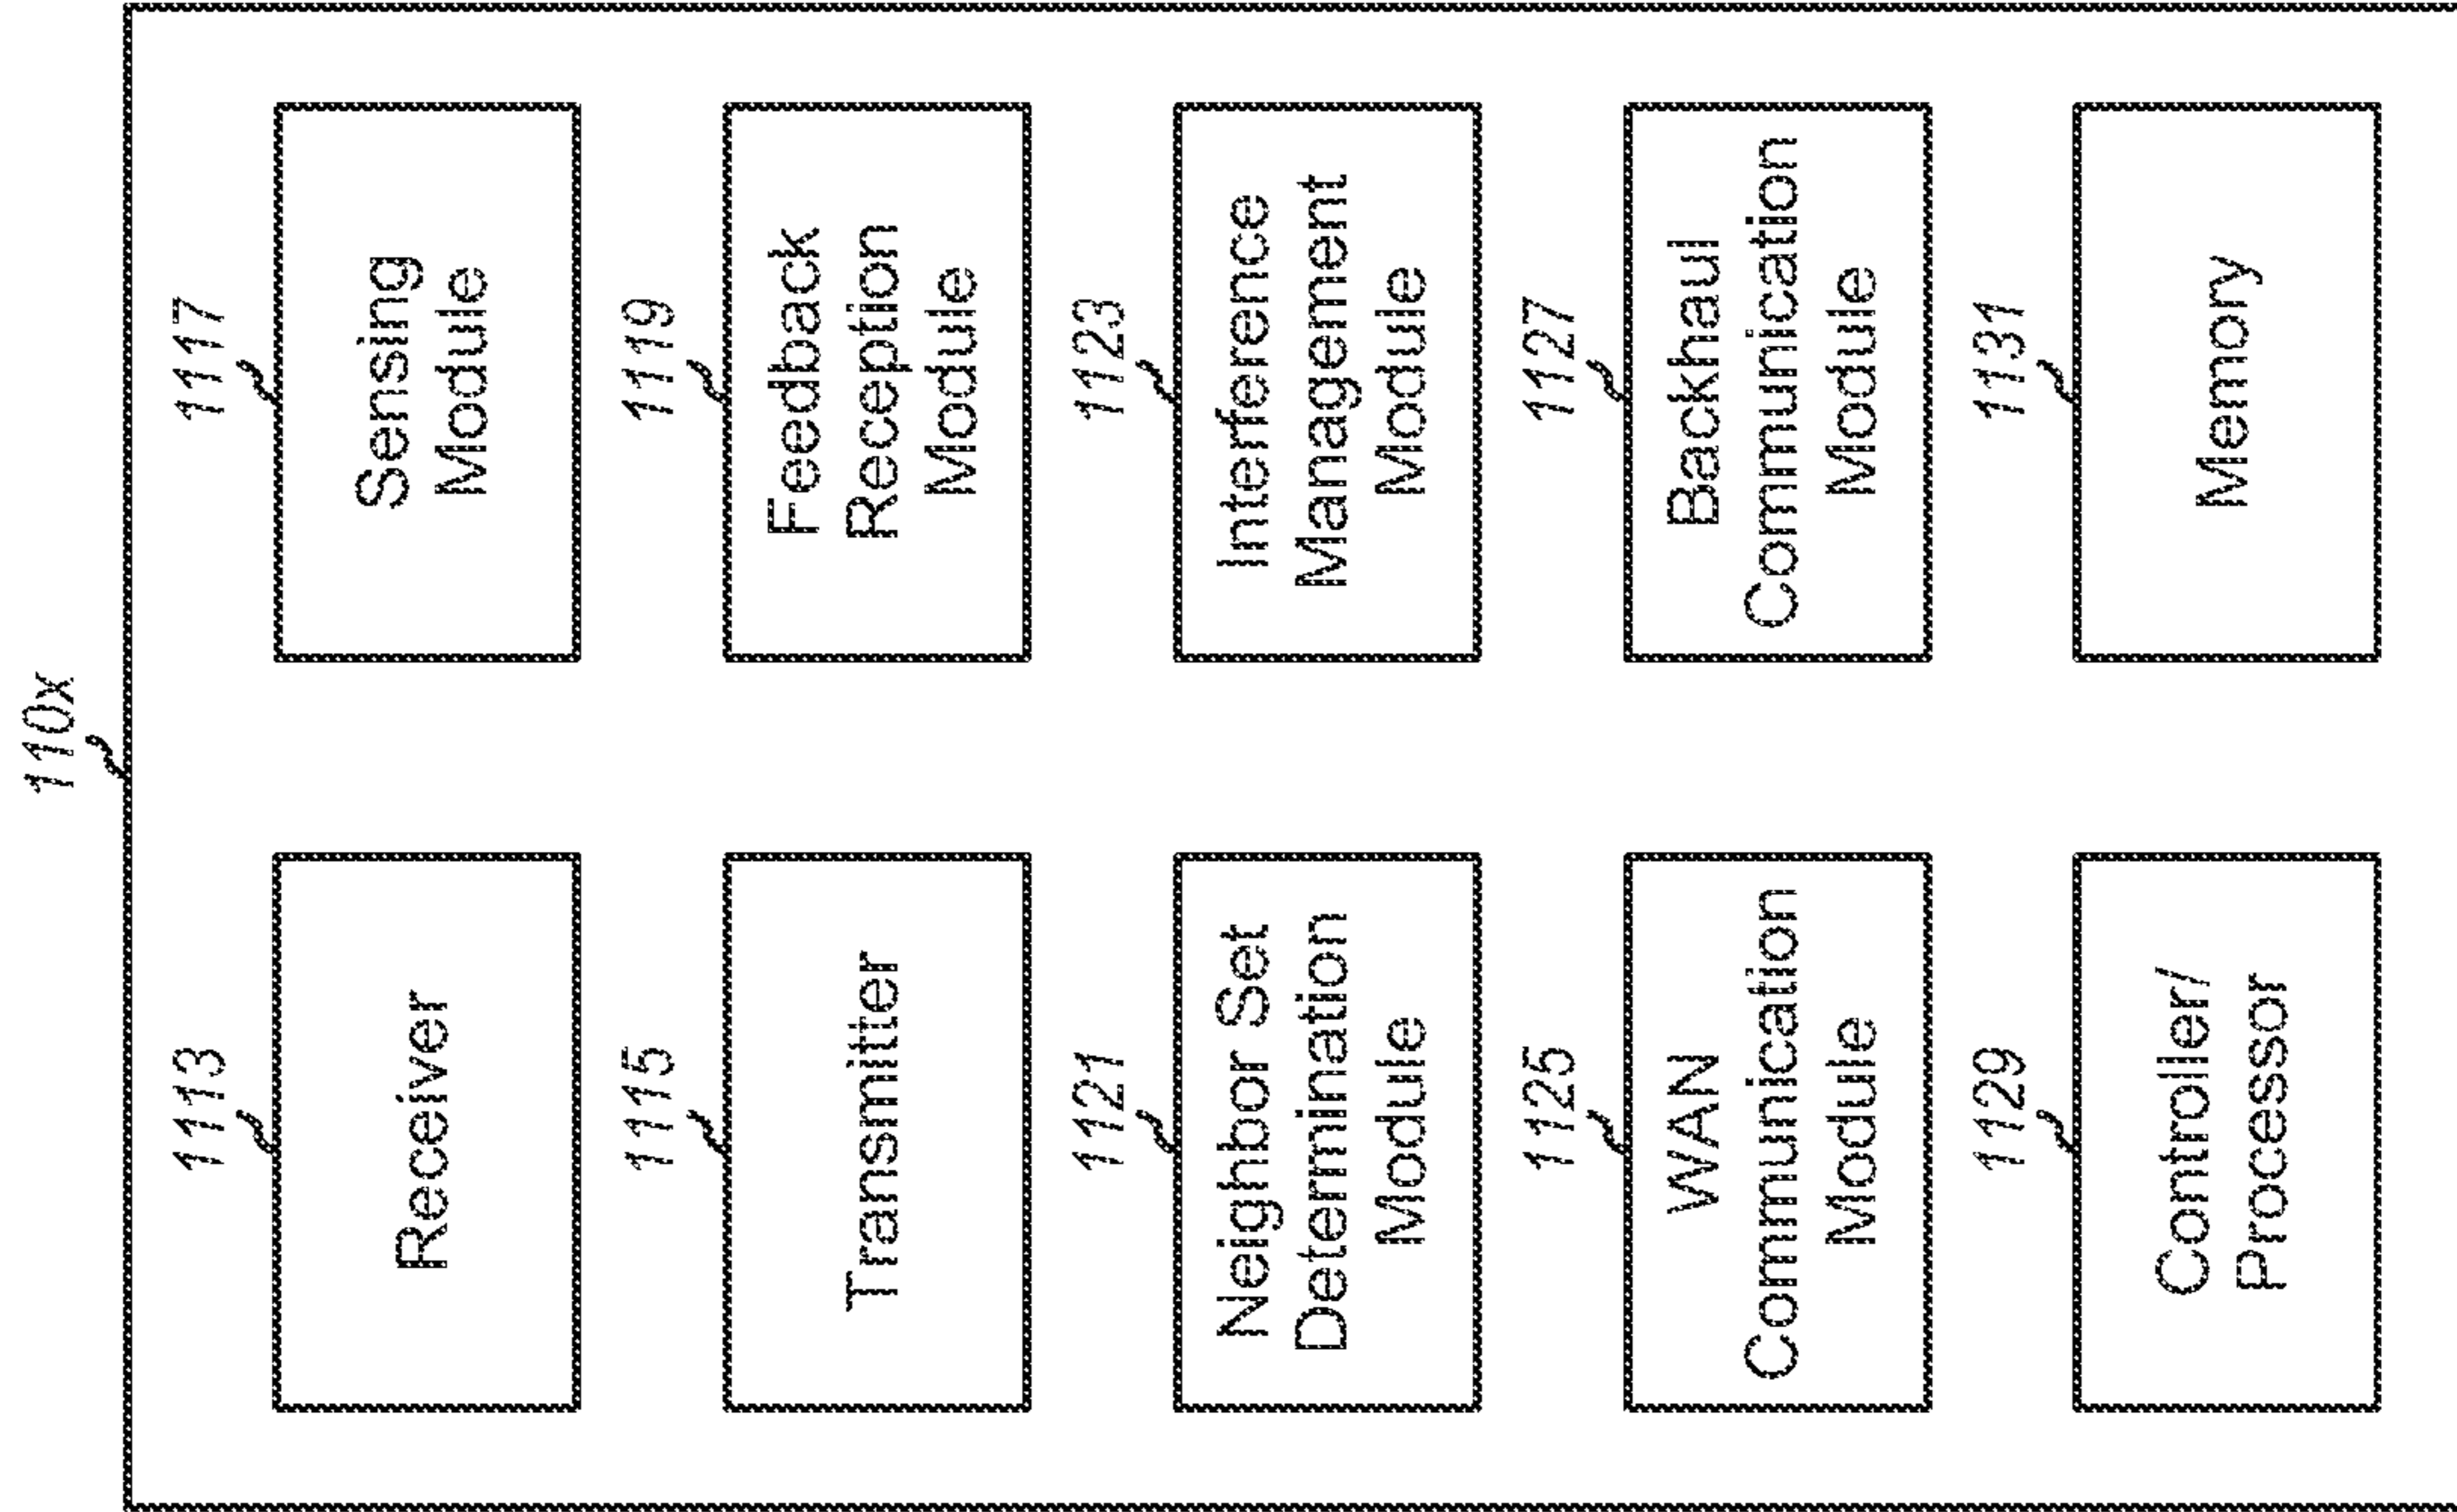 110x
1113
Receiver
1117
Sensing
Module
1115
Transmitter
1119
Feedback
Reception
Module
1121
Neighbor Set
Determination
Module
1123
Interference
Management
Module
1125
WAN
Communication
Module
1127
Backhaul
Communication
Module
1129
Controller/
Processor
1131
Memory